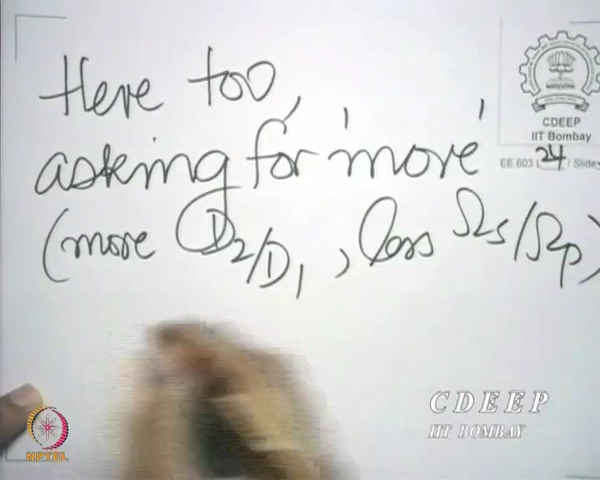 Here too,
asking for 'more'
(more D2/D1, less Ωs/Ωp)
CDEEP
IIT Bombay
EE 603 L 24 / Slide
CDEEP
IIT BOMBAY
NPTEL